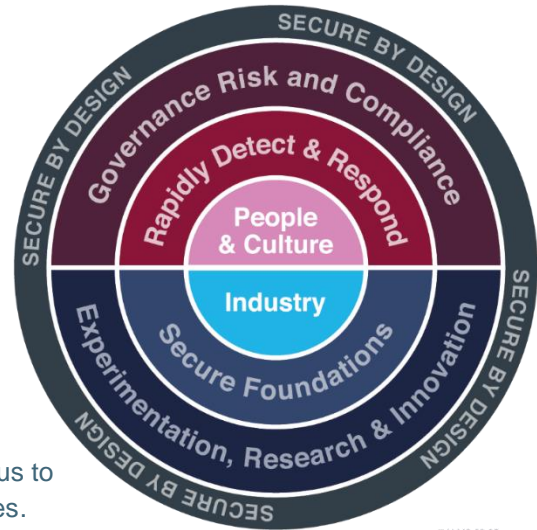 SECURE BY DESIGN
SECURE BY DESIGN
Governance Risk and Compliance
Rapidly Detect & Respond
People
& Culture
Industry
Secure Foundations
Experimentation, Research & Innovation
SECURE BY DESIGN
SECURE BY DESIGN
us to
es.